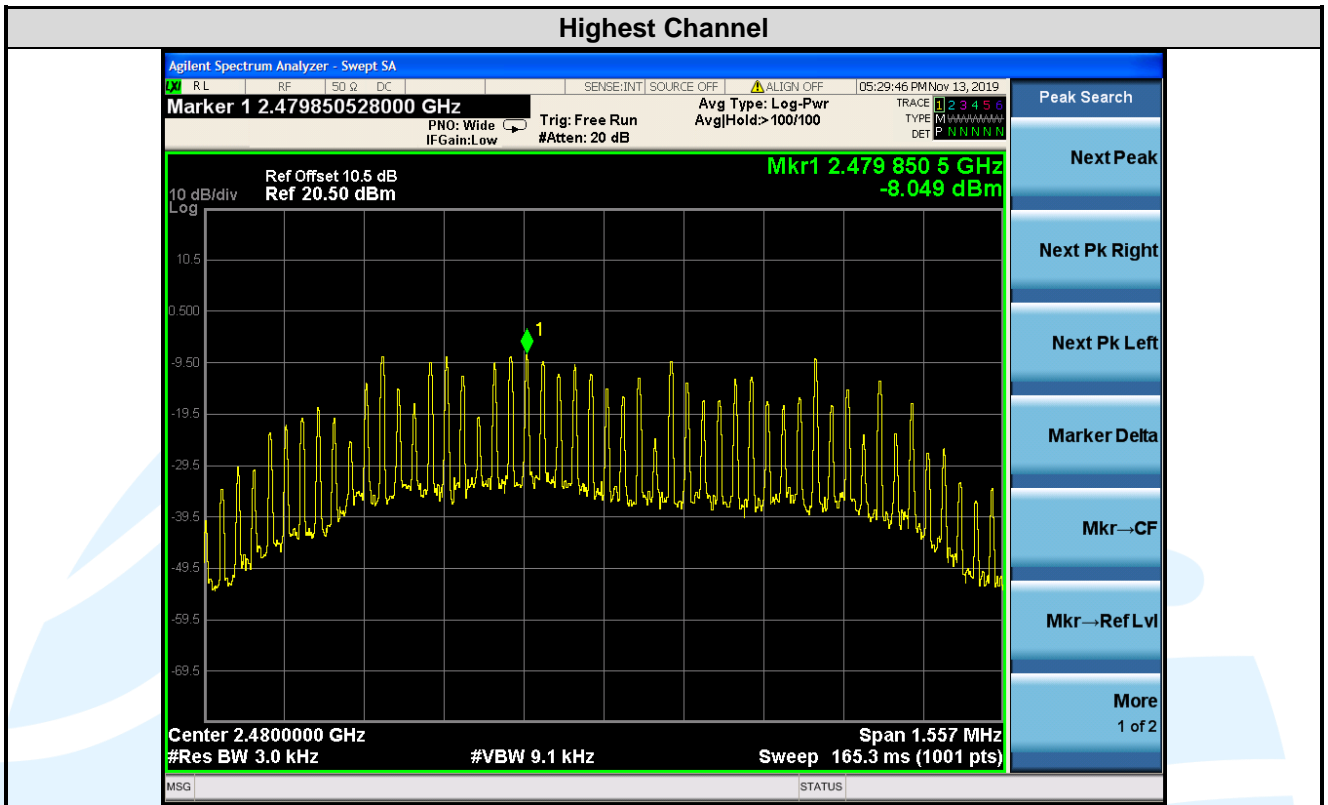 Highest Channel
Agilent Spectrum Analyzer - Swept SA
LXI RL RF 50 Ω DC SENSE:INT SOURCE OFF ALIGN OFF 05:29:46 PM Nov 13, 2019
Marker 1 2.479850528000 GHz
PNO: Wide
IFGain:Low
Trig: Free Run
#Atten: 20 dB
Avg Type: Log-Pwr
Avg|Hold:>100/100
TRACE 1 2 3 4 5 6
TYPE M
DET P N N N N N
Mkr1 2.479 850 5 GHz
-8.049 dBm
Ref Offset 10.5 dB
10 dB/div Ref 20.50 dBm
Log
10.5
0.500
-9.50
-19.5
-29.5
-39.5
-49.5
-59.5
-69.5
1
Center 2.4800000 GHz Span 1.557 MHz
#Res BW 3.0 kHz #VBW 9.1 kHz Sweep 165.3 ms (1001 pts)
MSG STATUS
Peak Search
Next Peak
Next Pk Right
Next Pk Left
Marker Delta
Mkr→CF
Mkr→Ref Lvl
More
1 of 2